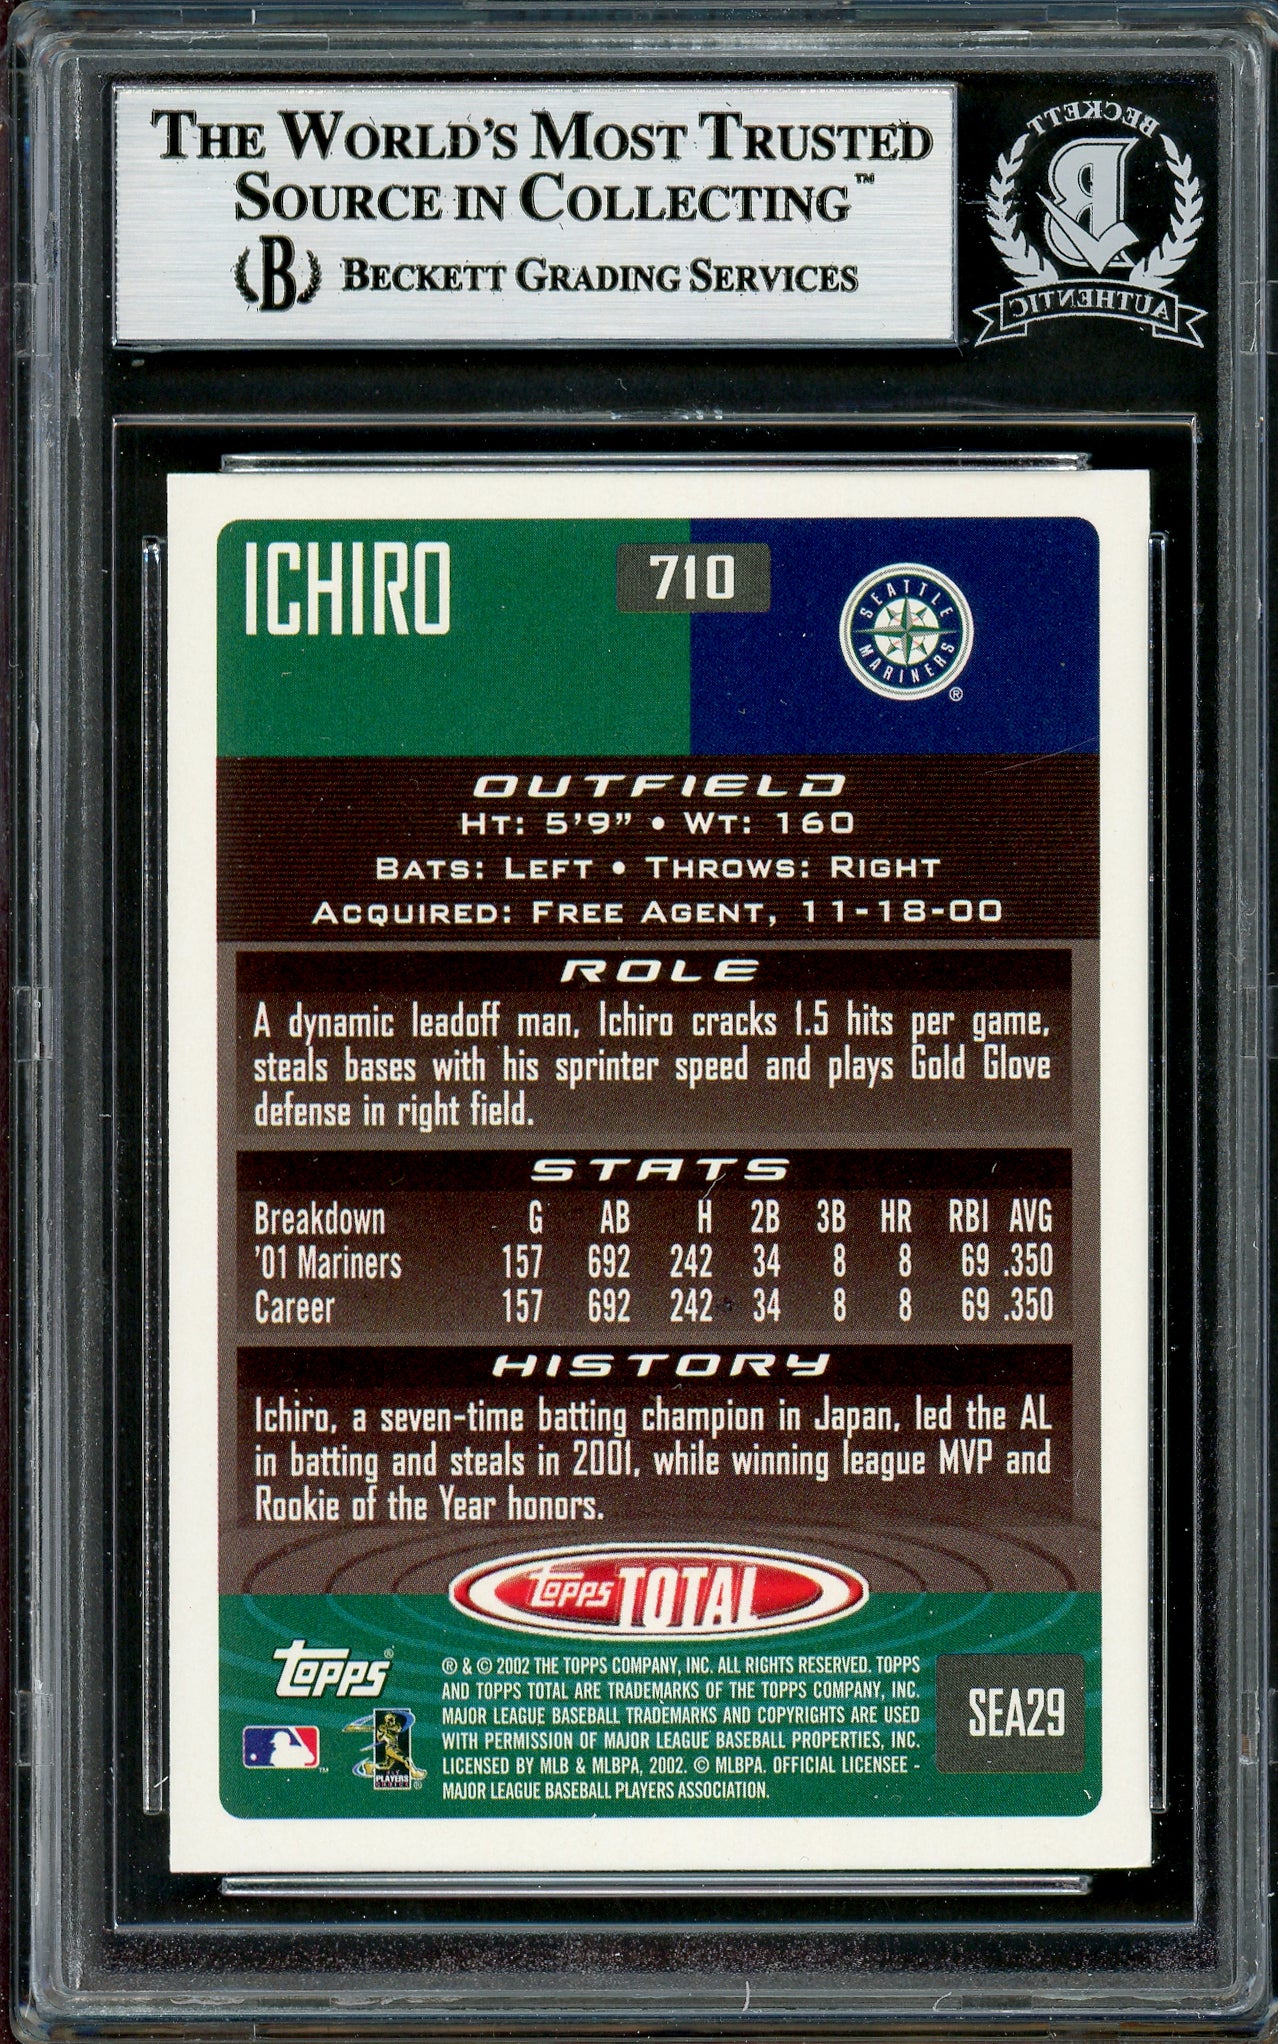 THE WORLD'S MOST TRUSTED
SOURCE IN COLLECTING™
B BECKETT GRADING SERVICES
BECKETT
B
AUTHENTIC
ICHIRO
710
SEATTLE
MARINERS
®
OUTFIELD
HT: 5'9" • WT: 160
BATS: LEFT • THROWS: RIGHT
ACQUIRED: FREE AGENT, 11-18-00
ROLE
A dynamic leadoff man, Ichiro cracks 1.5 hits per game,
steals bases with his sprinter speed and plays Gold Glove
defense in right field.
STATS
Breakdown G AB H 2B 3B HR RBI AVG
'01 Mariners 157 692 242 34 8 8 69 .350
Career 157 692 242 34 8 8 69 .350
HISTORY
Ichiro, a seven-time batting champion in Japan, led the AL
in batting and steals in 2001, while winning league MVP and
Rookie of the Year honors.
topps TOTAL
topps®
® & © 2002 THE TOPPS COMPANY, INC. ALL RIGHTS RESERVED. TOPPS
AND TOPPS TOTAL ARE TRADEMARKS OF THE TOPPS COMPANY, INC.
MAJOR LEAGUE BASEBALL TRADEMARKS AND COPYRIGHTS ARE USED
WITH PERMISSION OF MAJOR LEAGUE BASEBALL PROPERTIES, INC.
LICENSED BY MLB & MLBPA, 2002. © MLBPA. OFFICIAL LICENSEE -
MAJOR LEAGUE BASEBALL PLAYERS ASSOCIATION.
SEA29
™
PLAYERS
®